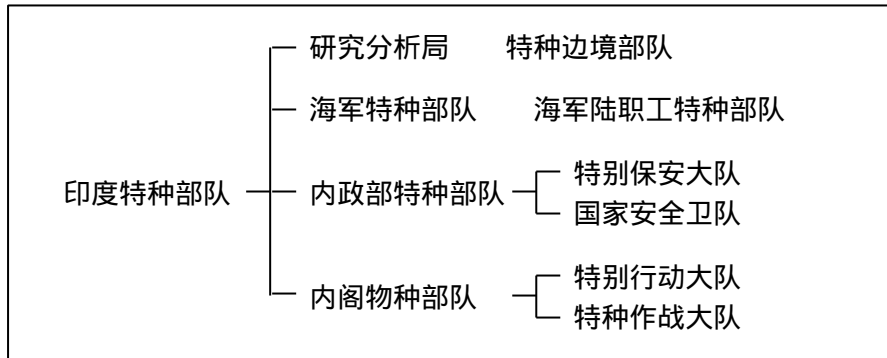 研究分析局 特种边境部队
海军特种部队 海军陆职工特种部队
印度特种部队
内政部特种部队
特别保安大队
国家安全卫队
内阁物种部队
特别行动大队
特种作战大队